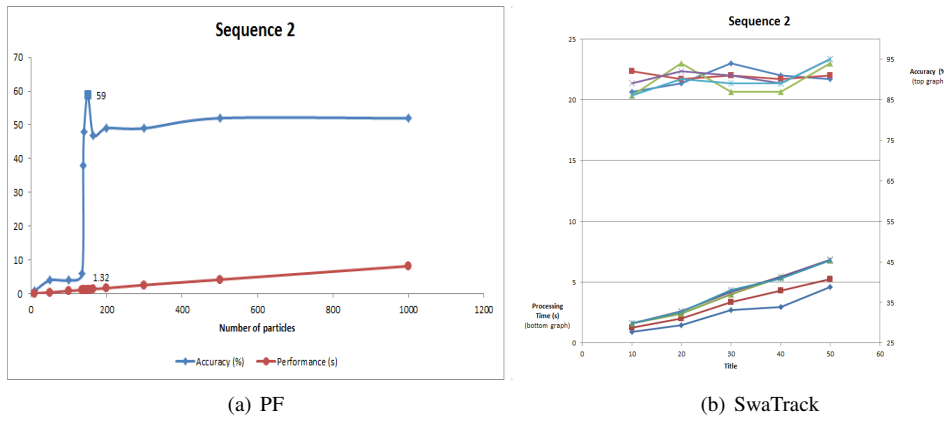 Sequence 2
70
60
50
40
30
20
10
0
59
1.32
0 200 400 600 800 1000 1200
Number of particles
Accuracy (%) Performance (s)
(a) PF
Sequence 2
25
20
15
10
5
0
95
85
75
65
55
45
35
25
Accuracy (%
(top graph
Processing
Time (s)
(bottom graph)
0 10 20 30 40 50 60
Title
(b) SwaTrack